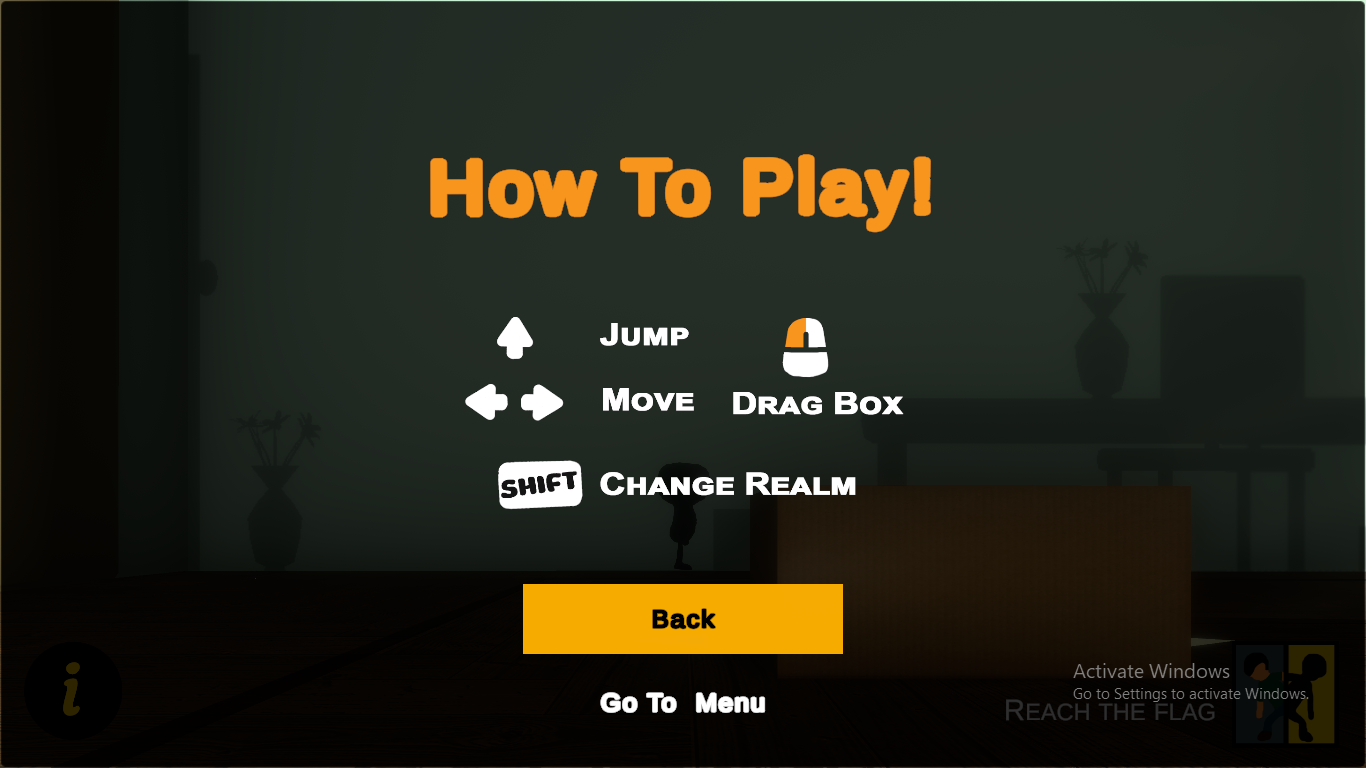 How To Play!
Jump
Move
Drag Box
SHIFT
Change Realm
Back
Go To Menu
i
Activate Windows
Go to Settings to activate Windows.
Reach the flag